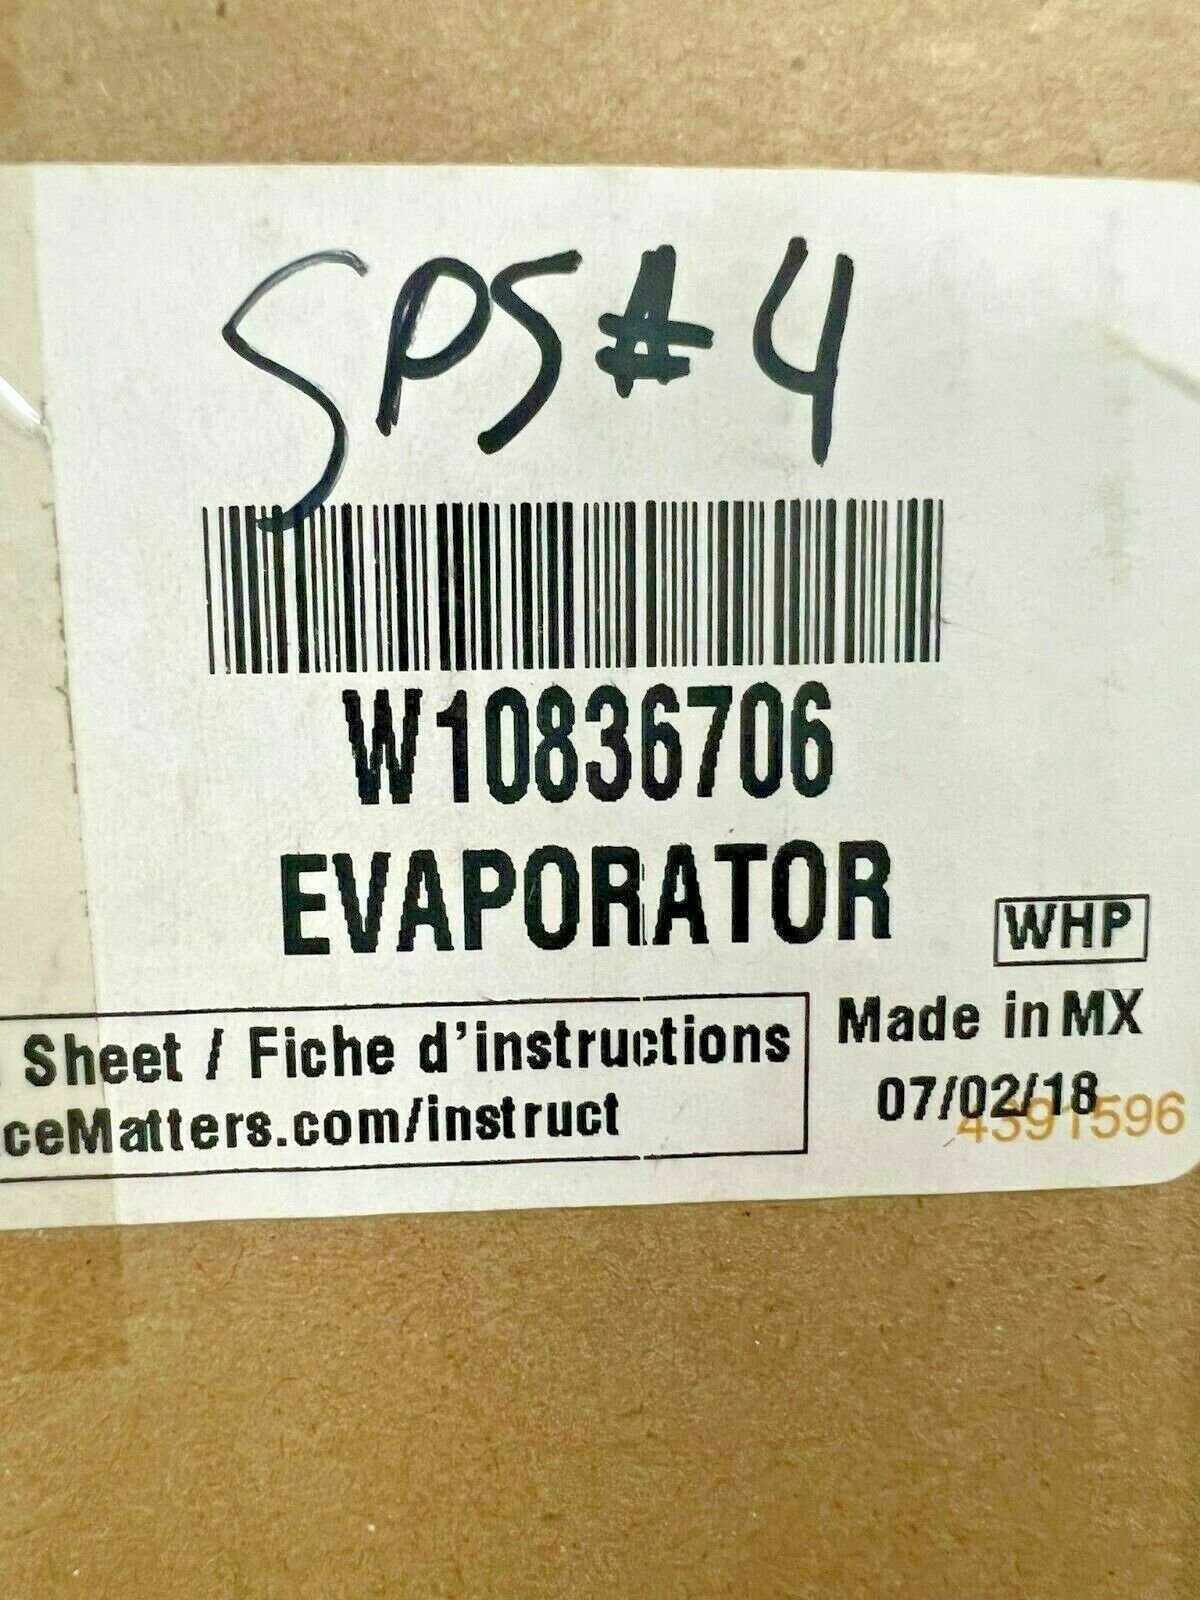 SPS#4
W10836706
EVAPORATOR
WHP
Sheet / Fiche d'instructions
ceMatters.com/instruct
Made in MX
07/02/18
4391596